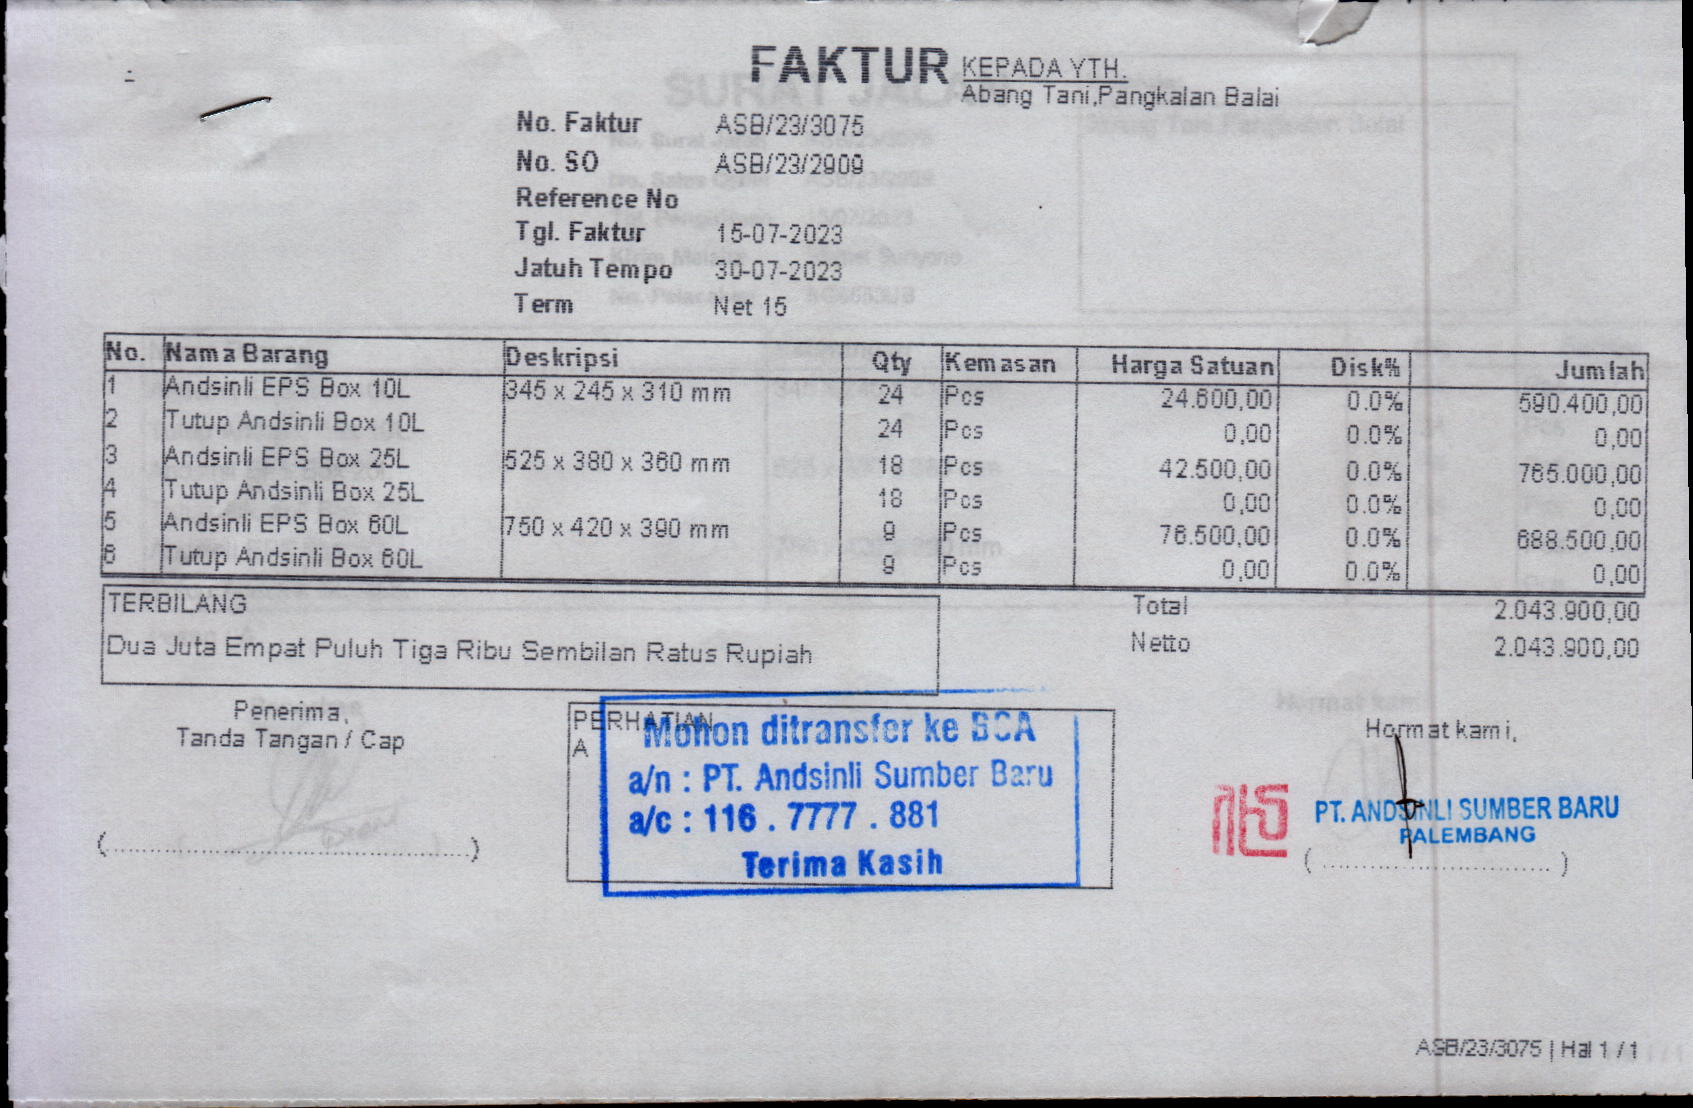 FAKTUR
KEPADA YTH.
Abang Tani,Pangkalan Balai
No. Faktur ASB/23/3075
No. SO ASB/23/2909
Reference No
Tgl. Faktur 15-07-2023
Jatuh Tempo 30-07-2023
Term Net 15
No. Nama Barang Deskripsi Qty Kemasan Harga Satuan Disk% Jumlah
1 Andsinli EPS Box 10L 345 x 245 x 310 mm 24 Pcs 24.600,00 0.0% 590.400,00
2 Tutup Andsinli Box 10L 24 Pcs 0,00 0.0% 0,00
3 Andsinli EPS Box 25L 525 x 380 x 360 mm 18 Pcs 42.500,00 0.0% 765.000,00
4 Tutup Andsinli Box 25L 18 Pcs 0,00 0.0% 0,00
5 Andsinli EPS Box 60L 750 x 420 x 390 mm 9 Pcs 76.500,00 0.0% 688.500,00
6 Tutup Andsinli Box 60L 9 Pcs 0,00 0.0% 0,00
TERBILANG
Dua Juta Empat Puluh Tiga Ribu Sembilan Ratus Rupiah
Total 2.043.900,00
Netto 2.043.900,00
Penerima,
Tanda Tangan / Cap
PERHATIAN
A
Mohon ditransfer ke BCA
a/n : PT. Andsinli Sumber Baru
a/c : 116 . 7777 . 881
Terima Kasih
Hormat kami,
PT. ANDSINLI SUMBER BARU
PALEMBANG
ASB/23/3075 | Hal 1 / 1